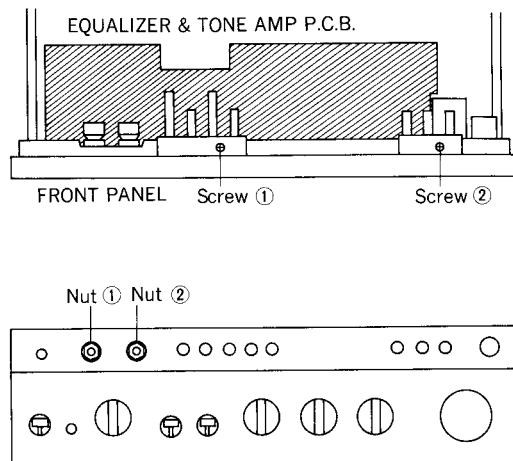 EQUALIZER & TONE AMP P.C.B.
FRONT PANEL Screw ① Screw ②
Nut ① Nut ②